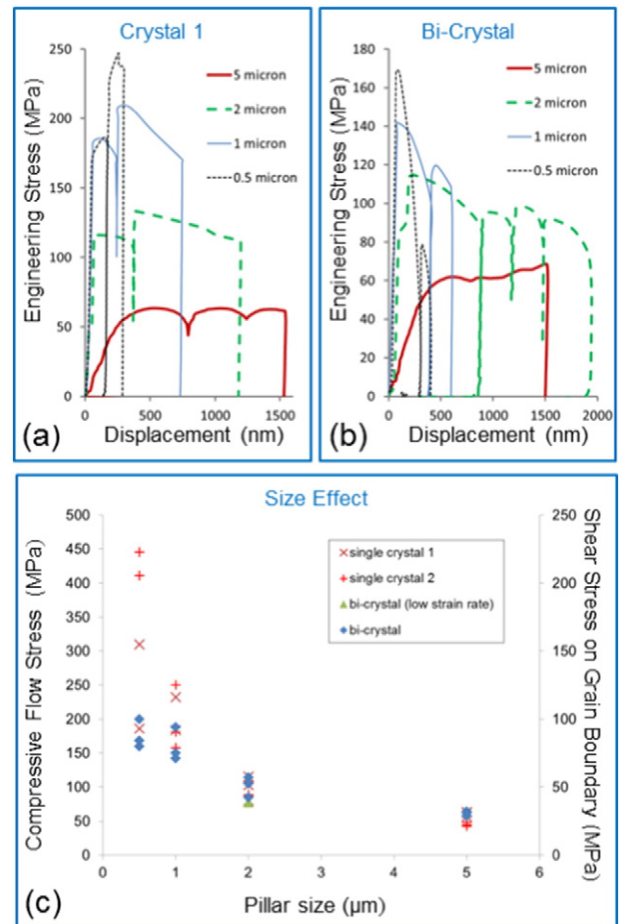 Crystal 1
Engineering Stress (MPa)
250
200
150
100
50
0
5 micron
2 micron
1 micron
0.5 micron
0 500 1000 1500
(a) Displacement (nm)
Bi-Crystal
Engineering Stress (MPa)
180
160
140
120
100
80
60
40
20
0
5 micron
2 micron
1 micron
0.5 micron
0 500 1000 1500 2000
(b) Displacement (nm)
Size Effect
Compressive Flow Stress (MPa)
500
450
400
350
300
250
200
150
100
50
0
single crystal 1
single crystal 2
bi-crystal (low strain rate)
bi-crystal
250
200
150
100
50
0
Shear Stress on Grain Boundary (MPa)
0 1 2 3 4 5 6
(c) Pillar size (µm)